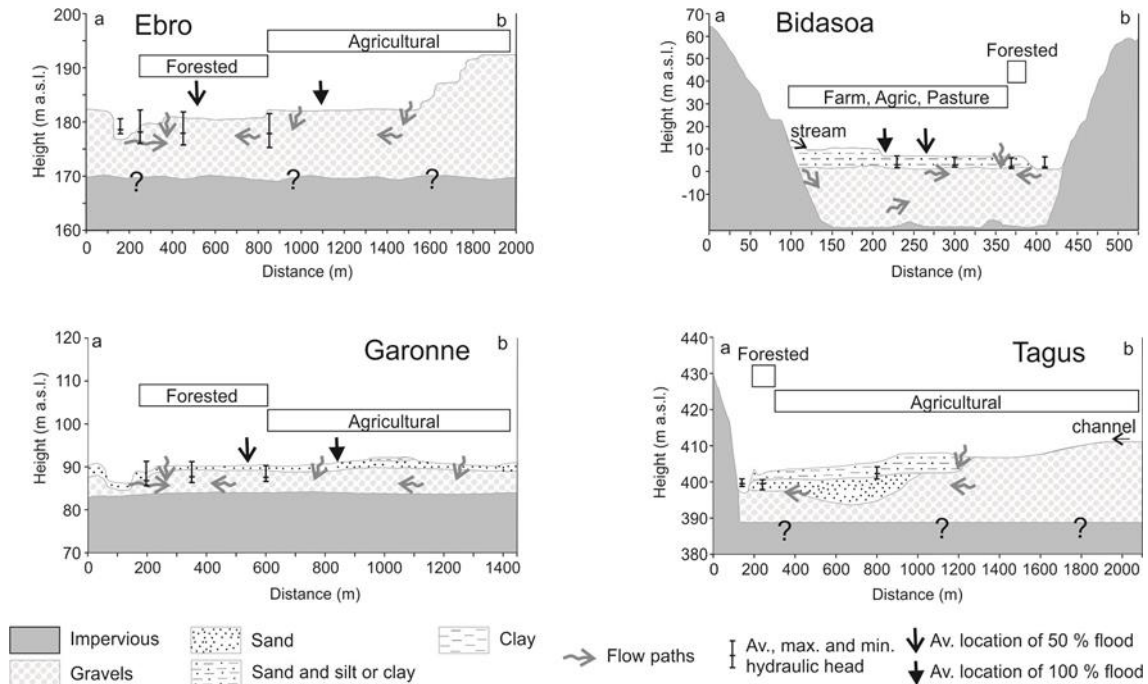 Ebro
a
b
Agricultural
Forested
Height (m a.s.l.)
200
190
180
170
160
? ? ?
0 200 400 600 800 1000 1200 1400 1600 1800 2000
Distance (m)
Bidasoa
a
b
Forested
Farm, Agric, Pasture
stream
Height (m a.s.l.)
70
60
50
40
30
20
10
0
-10
0 25 50 100 125 150 200 225 250 300 325 350 400 425 450 500
Distance (m)
Garonne
a
b
Forested
Agricultural
Height (m a.s.l.)
120
110
100
90
80
70
0 200 400 600 800 1000 1200 1400
Distance (m)
Tagus
a
b
Forested
Agricultural
channel
Height (m a.s.l.)
440
430
420
410
400
390
380
? ? ?
0 200 400 600 800 1000 1200 1400 1600 1800 2000
Distance (m)
Impervious
Gravels
Sand
Sand and silt or clay
Clay
Flow paths
Av., max. and min.
hydraulic head
Av. location of 50 % flood
Av. location of 100 % flood